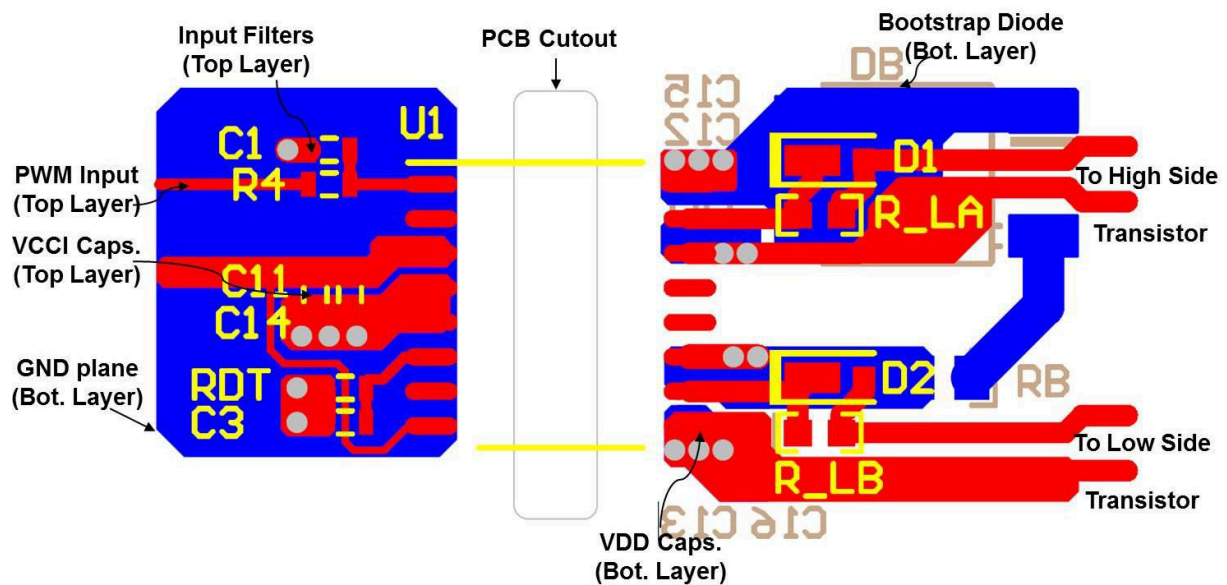 Input Filters
(Top Layer)
PCB Cutout
Bootstrap Diode
(Bot. Layer)
DB
C15
C12
U1
C1
R4
D1
PWM Input
(Top Layer)
To High Side
R_LA
Transistor
VCCI Caps.
(Top Layer)
C11
C14
GND plane
(Bot. Layer)
RDT
C3
D2
RB
To Low Side
R_LB
Transistor
C13
C16
VDD Caps.
(Bot. Layer)